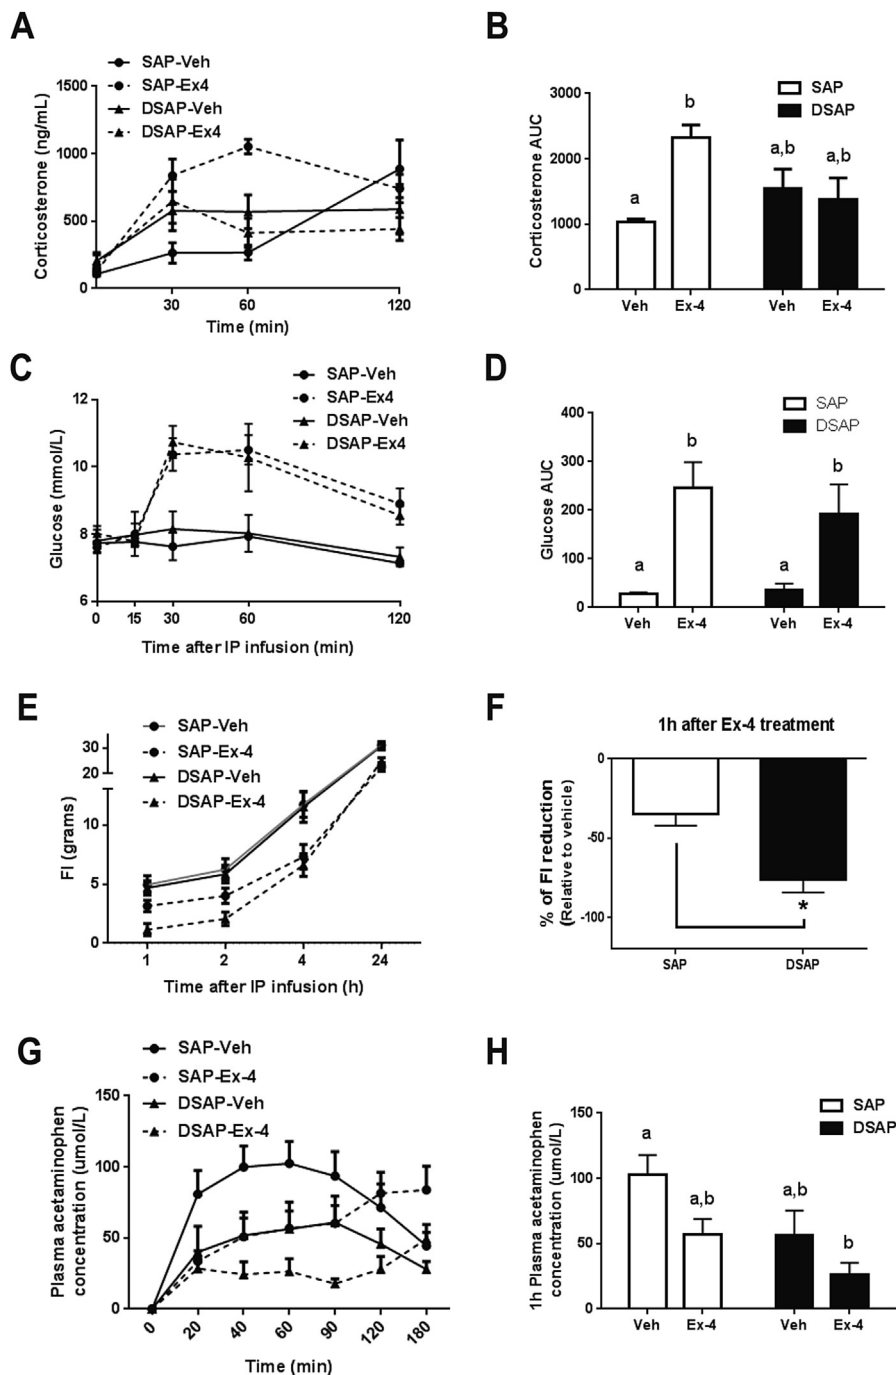 A
SAP-Veh
SAP-Ex4
DSAP-Veh
DSAP-Ex4
Corticosterone (ng/mL)
1500
1000
500
0
30
60
120
Time (min)
B
SAP
DSAP
Corticosterone AUC
3000
2000
1000
0
a
b
a,b
a,b
Veh
Ex-4
Veh
Ex-4
C
SAP-Veh
SAP-Ex4
DSAP-Veh
DSAP-Ex4
Glucose (mmol/L)
12
10
8
6
0
15
30
60
120
Time after IP infusion (min)
D
SAP
DSAP
Glucose AUC
400
300
200
100
0
a
b
a
b
Veh
Ex-4
Veh
Ex-4
E
SAP-Veh
SAP-Ex-4
DSAP-Veh
DSAP-Ex-4
FI (grams)
30
20
10
5
0
1
2
4
24
Time after IP infusion (h)
F
1h after Ex-4 treatment
% of FI reduction
(Relative to vehicle)
0
-50
-100
*
SAP
DSAP
G
SAP-Veh
SAP-Ex-4
DSAP-Veh
DSAP-Ex-4
Plasma acetaminophen
concentration (umol/L)
150
100
50
0
0
20
40
60
90
120
180
Time (min)
H
SAP
DSAP
1h Plasma acetaminophen
concentration (umol/L)
150
100
50
0
a
a,b
a,b
b
Veh
Ex-4
Veh
Ex-4